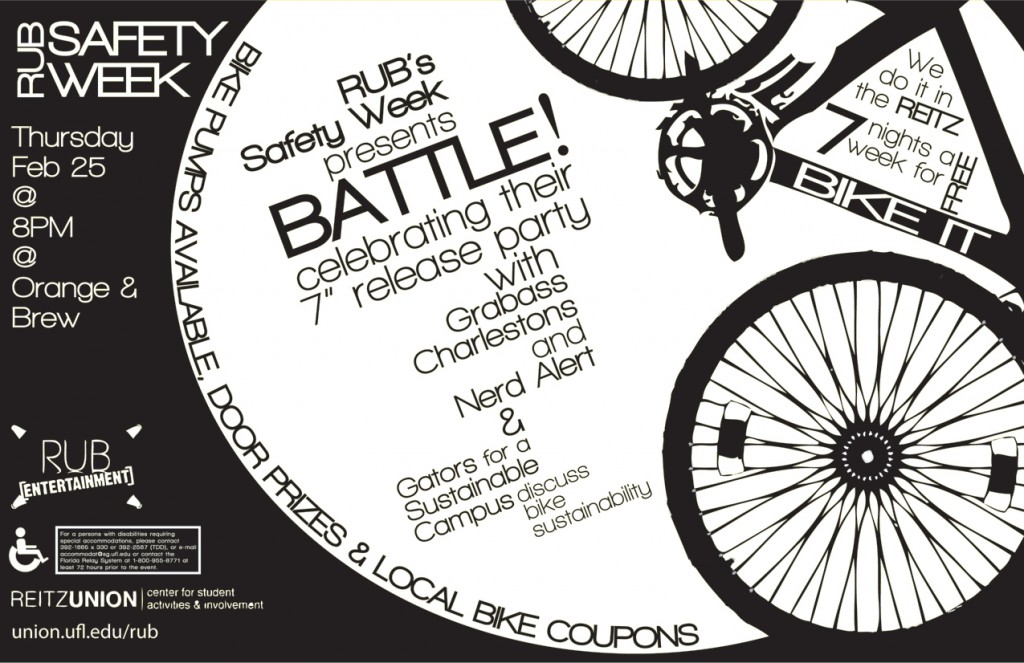 RUB SAFETY
WEEK
Thursday
Feb 25
@
8PM
@
Orange &
Brew
BIKE PUMPS AVAILABLE, DOOR PRIZES & LOCAL BIKE COUPONS
RUB's
Safety Week
presents
BATTLE!
celebrating their
7" release party
with
Grabass
Charlestons
and
Nerd Alert
&
Gators for a
Sustainable
Campus discuss
bike
sustainability
We
do it in
the REITZ
7 nights a
week for
FREE
BIKE IT
RUB
[ENTERTAINMENT]
For a persons with disabilities requiring
special accommodations, please contact
392-1665 x 330 or 392-2587 (TDD), or e-mail
accommodat@sg.ufl.edu or contact the
Florida Relay System at 1-800-955-8771 at
least 72 hours prior to the event.
REITZUNION
center for student
activities & involvement
union.ufl.edu/rub